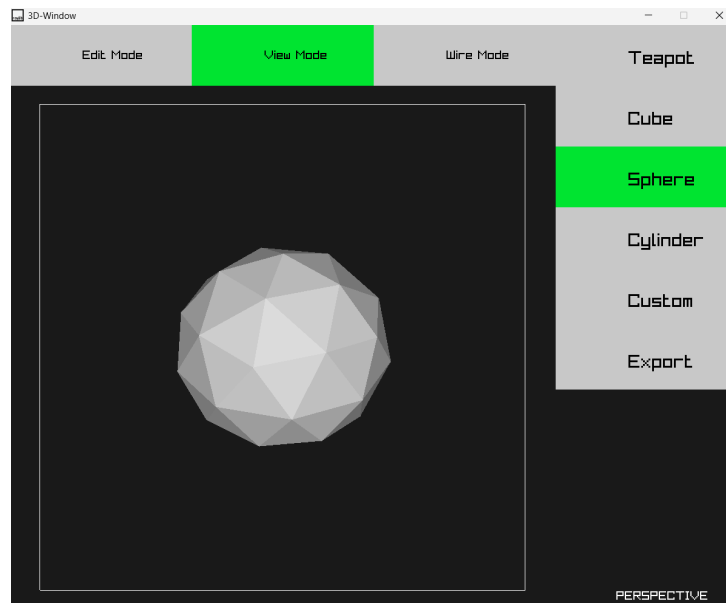 3D-Window
Edit Mode View Mode Wire Mode
Teapot
Cube
Sphere
Cylinder
Custom
Export
PERSPECTIVE